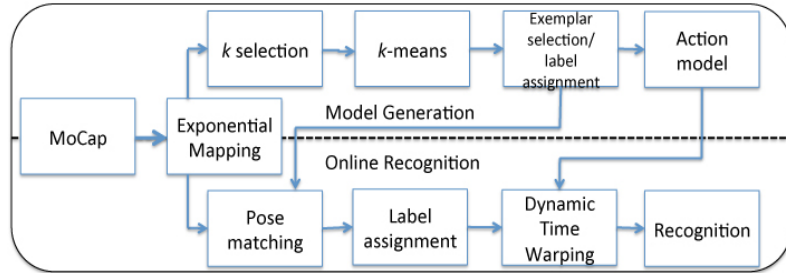 k selection
k-means
Exemplar
selection/
label
assignment
Action
model
Model Generation
MoCap
Exponential
Mapping
Online Recognition
Pose
matching
Label
assignment
Dynamic
Time
Warping
Recognition